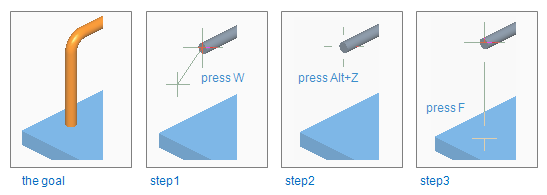 press W
press Alt+Z
press F
the goal
step1
step2
step3